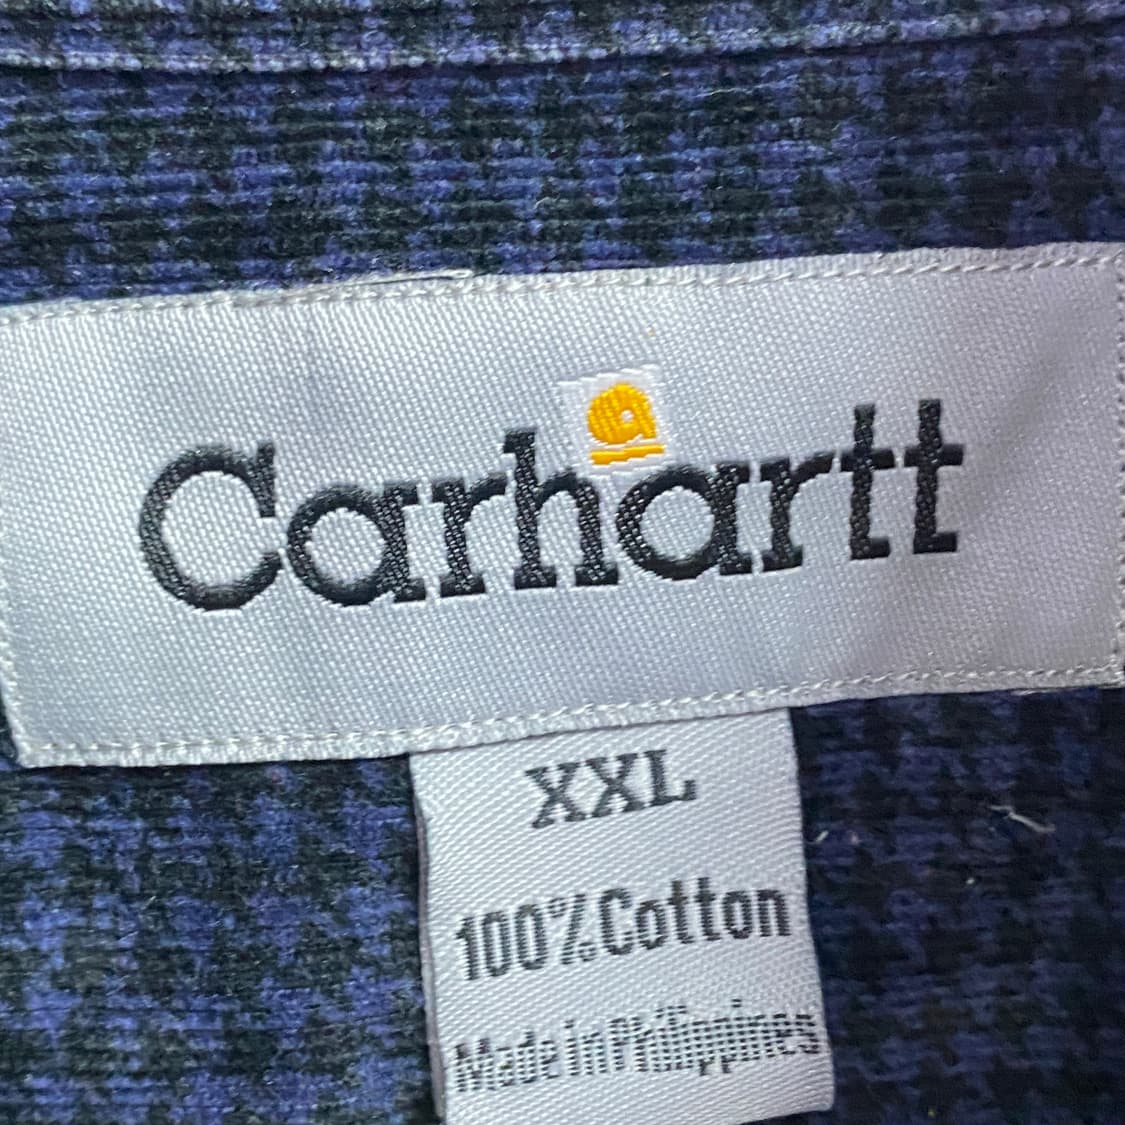 Carhartt
XXL
100%Cotton
Made in Philippines